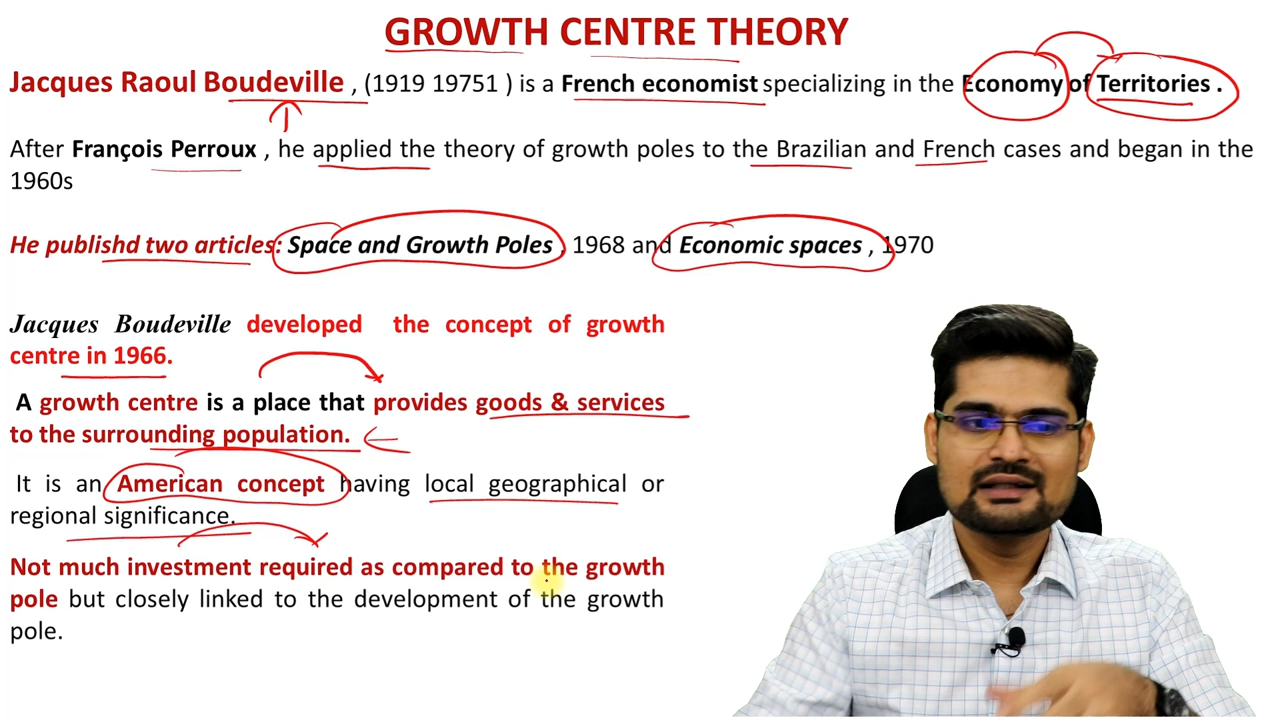 GROWTH CENTRE THEORY
Jacques Raoul Boudeville , (1919 19751 ) is a French economist specializing in the Economy of Territories .
After François Perroux , he applied the theory of growth poles to the Brazilian and French cases and began in the
1960s
He publishd two articles: Space and Growth Poles , 1968 and Economic spaces , 1970
Jacques Boudeville developed the concept of growth
centre in 1966.
A growth centre is a place that provides goods & services
to the surrounding population.
It is an American concept having local geographical or
regional significance.
Not much investment required as compared to the growth
pole but closely linked to the development of the growth
pole.